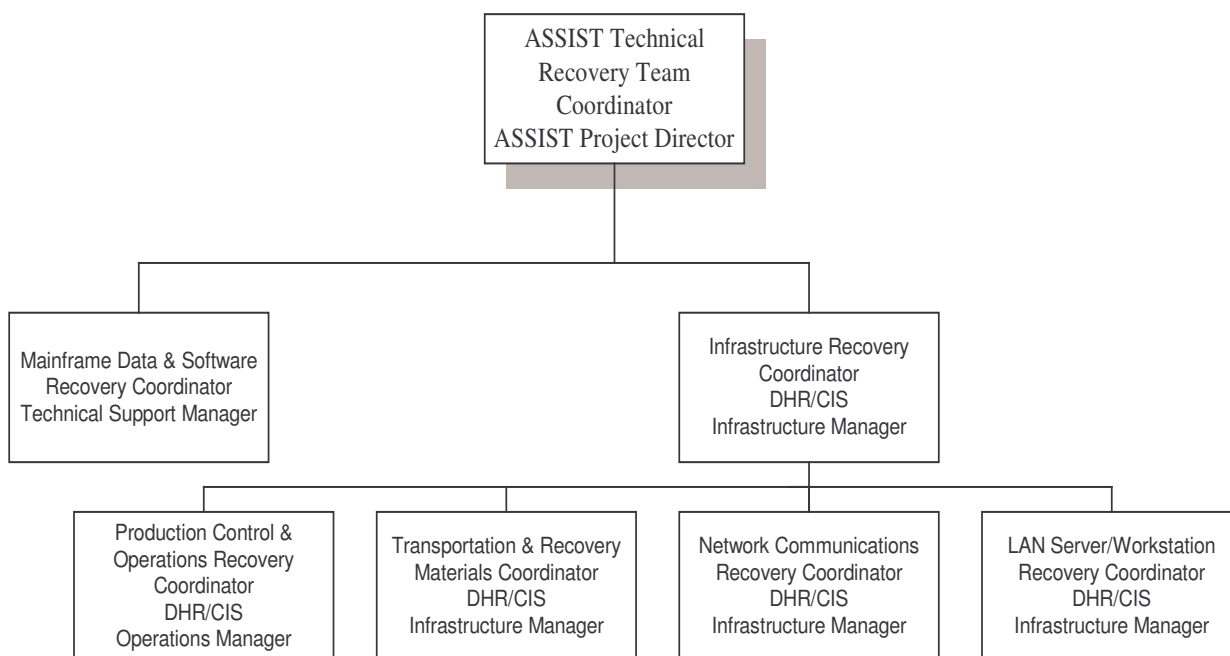 ASSIST Technical
Recovery Team
Coordinator
ASSIST Project Director
Mainframe Data & Software
Recovery Coordinator
Technical Support Manager
Infrastructure Recovery
Coordinator
DHR/CIS
Infrastructure Manager
Production Control &
Operations Recovery
Coordinator
DHR/CIS
Operations Manager
Transportation & Recovery
Materials Coordinator
DHR/CIS
Infrastructure Manager
Network Communications
Recovery Coordinator
DHR/CIS
Infrastructure Manager
LAN Server/Workstation
Recovery Coordinator
DHR/CIS
Infrastructure Manager